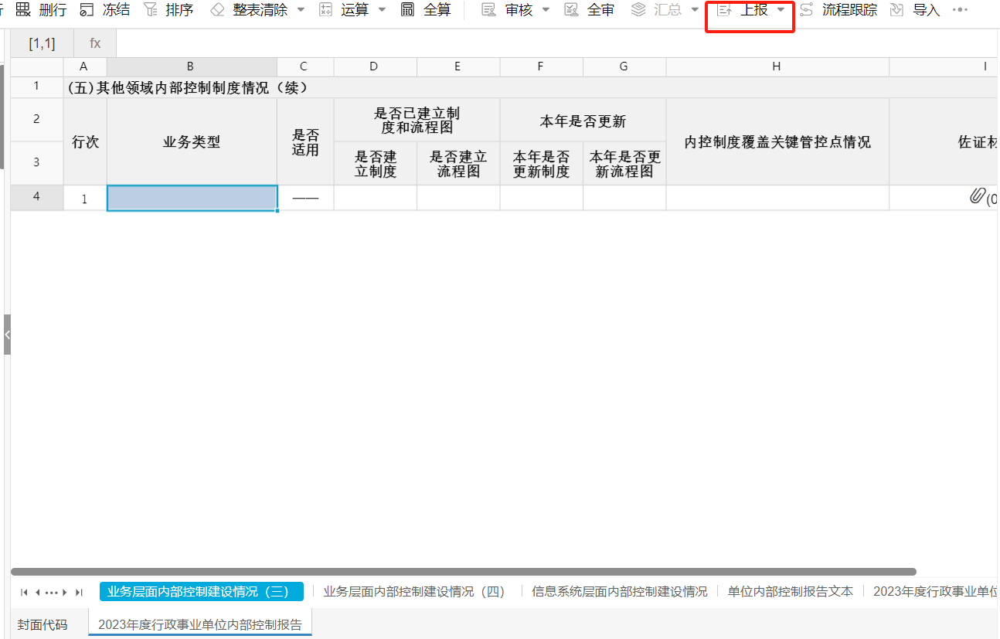 删行 冻结 排序 整表清除 运算 全算 审核 全审 汇总 上报 流程跟踪 导入
[1,1] fx
A B C D E F G H I
1 (五)其他领域内部控制制度情况（续）
2
3
行次
业务类型
是否
适用
是否已建立制
度和流程图
是否建
立制度
是否建立
流程图
本年是否更新
本年是否
更新制度
本年是否更
新流程图
内控制度覆盖关键管控点情况
佐证材
4 1 —— (0
业务层面内部控制建设情况（三） 业务层面内部控制建设情况（四） 信息系统层面内部控制建设情况 单位内部控制报告文本 2023年度行政事业单位
封面代码 2023年度行政事业单位内部控制报告